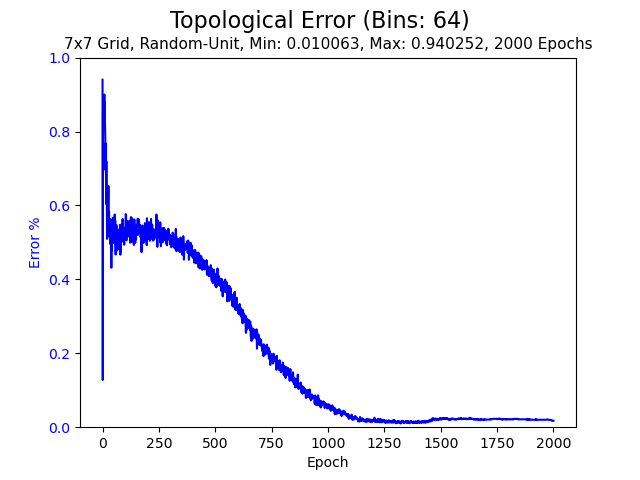 Topological Error (Bins: 64)
7x7 Grid, Random-Unit, Min: 0.010063, Max: 0.940252, 2000 Epochs
1.0
0.8
0.6
0.4
0.2
0.0
Error %
0 250 500 750 1000 1250 1500 1750 2000
Epoch